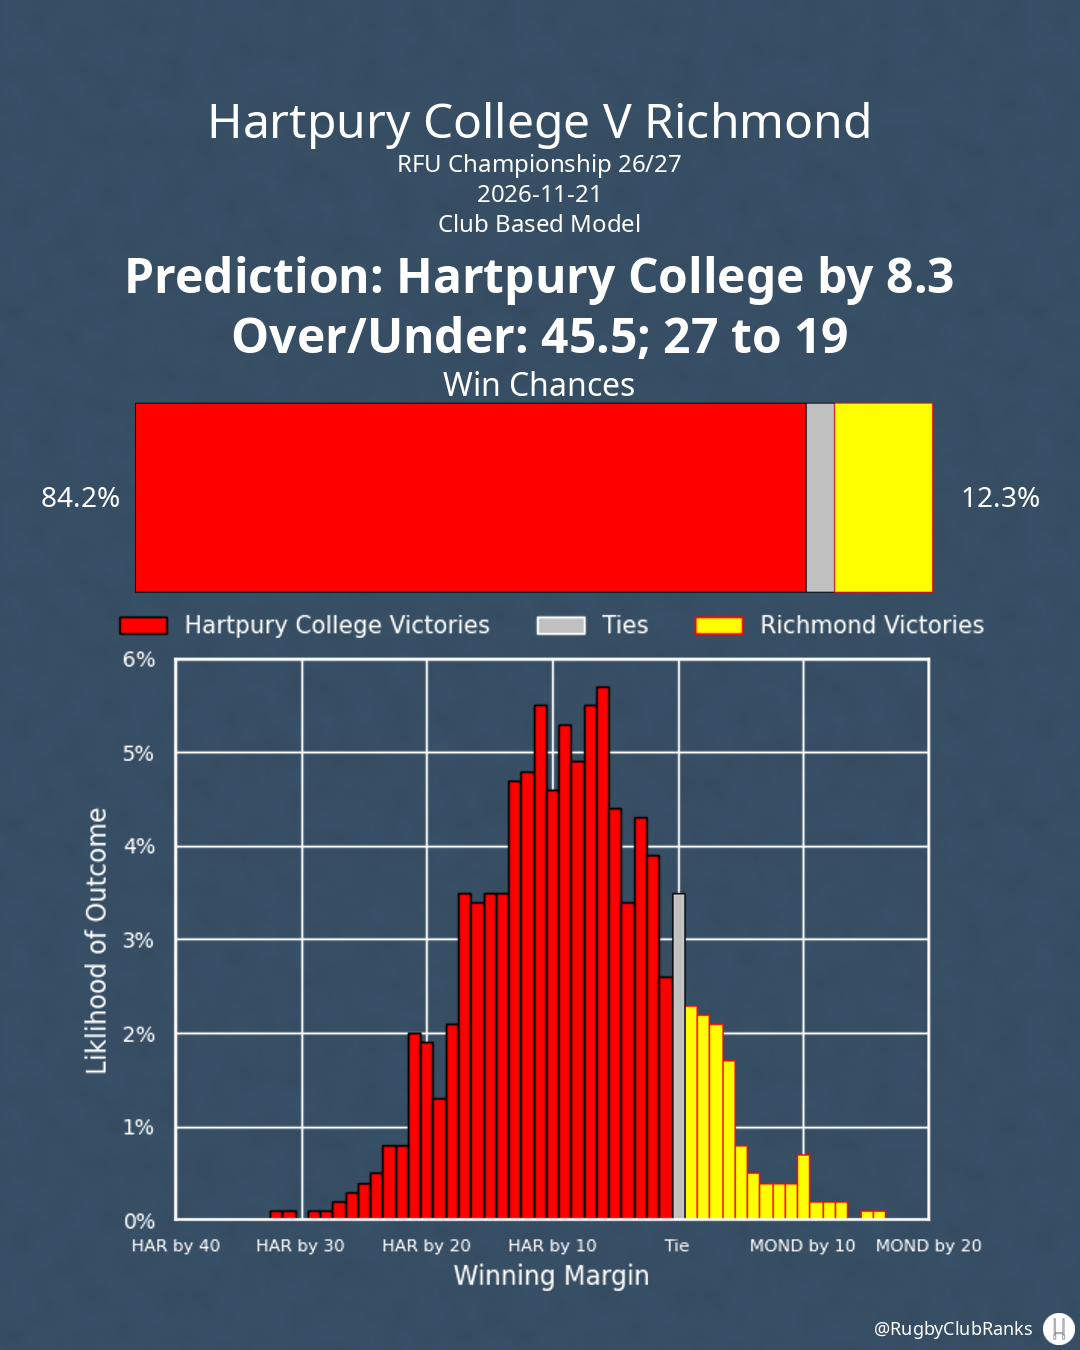 Hartpury College V Richmond
RFU Championship 26/27
2026-11-21
Club Based Model
Prediction: Hartpury College by 8.3
Over/Under: 45.5; 27 to 19
Win Chances
84.2%
12.3%
Hartpury College Victories
Ties
Richmond Victories
6%
5%
4%
3%
2%
1%
0%
Liklihood of Outcome
HAR by 40
HAR by 30
HAR by 20
HAR by 10
Tie
MOND by 10
MOND by 20
Winning Margin
@RugbyClubRanks